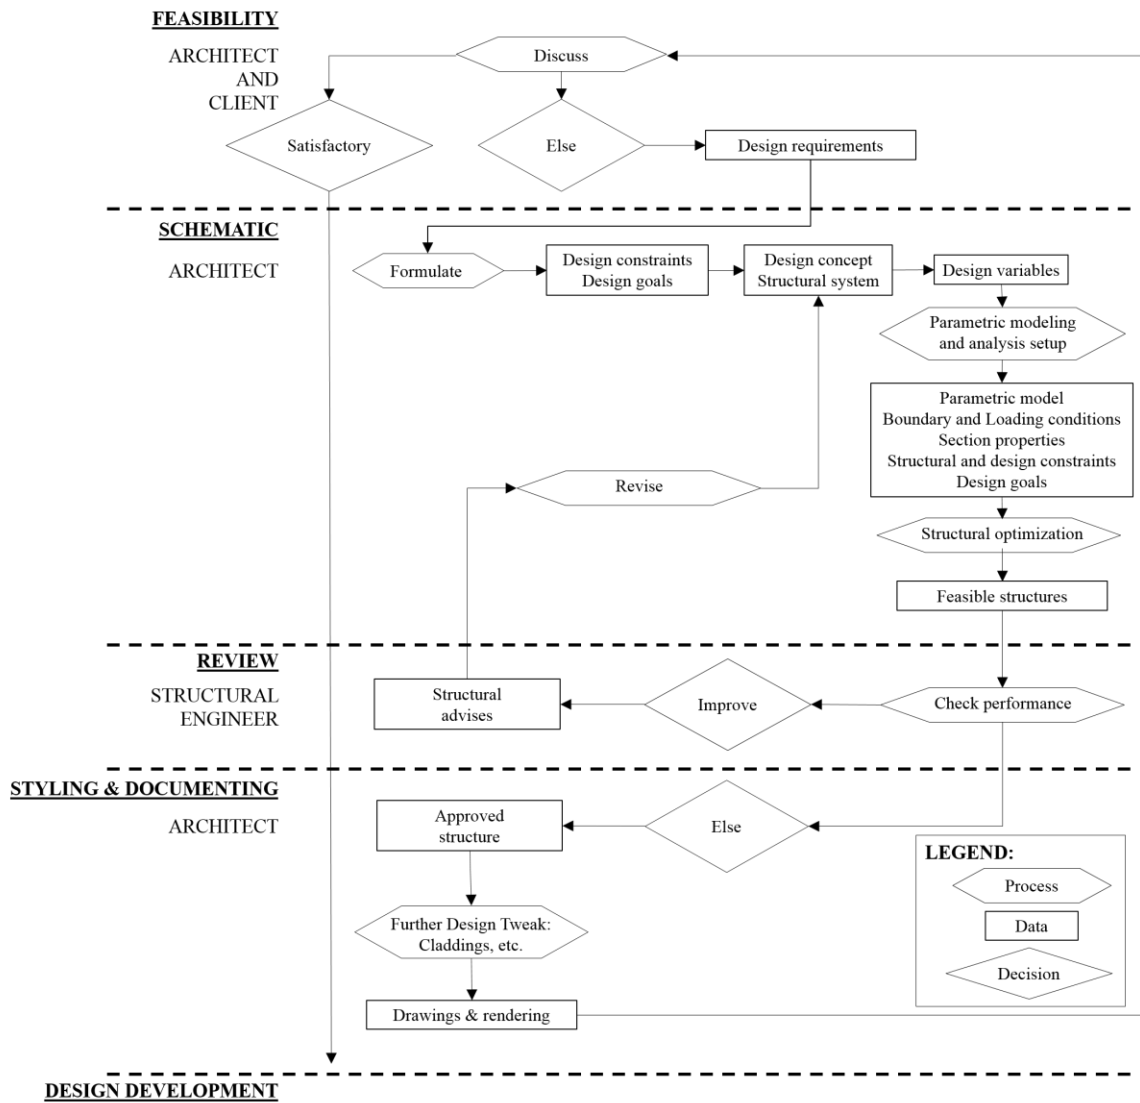 FEASIBILITY
ARCHITECT
AND
CLIENT
Discuss
Satisfactory
Else
Design requirements
SCHEMATIC
ARCHITECT
Formulate
Design constraints
Design goals
Design concept
Structural system
Design variables
Parametric modeling
and analysis setup
Parametric model
Boundary and Loading conditions
Section properties
Structural and design constraints
Design goals
Revise
Structural optimization
Feasible structures
REVIEW
STRUCTURAL
ENGINEER
Structural
advises
Improve
Check performance
STYLING & DOCUMENTING
ARCHITECT
Approved
structure
Else
Further Design Tweak:
Claddings, etc.
Drawings & rendering
LEGEND:
Process
Data
Decision
DESIGN DEVELOPMENT